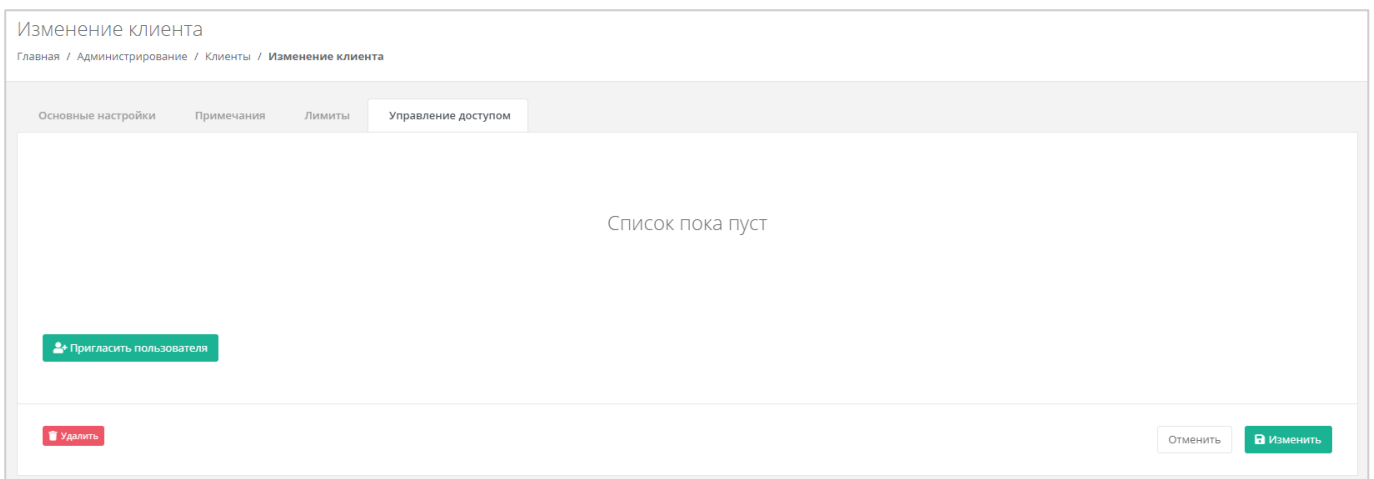 Изменение клиента
Главная / Администрирование / Клиенты / Изменение клиента
Основные настройки Примечания Лимиты Управление доступом
Список пока пуст
Пригласить пользователя
Удалить Отменить Изменить